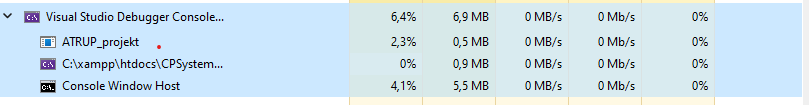 Visual Studio Debugger Console... 6,4% 6,9 MB 0 MB/s 0 Mb/s 0%
ATRUP_projekt 2,3% 0,5 MB 0 MB/s 0 Mb/s 0%
C:\xampp\htdocs\CPSystem... 0% 0,9 MB 0 MB/s 0 Mb/s 0%
Console Window Host 4,1% 5,5 MB 0 MB/s 0 Mb/s 0%